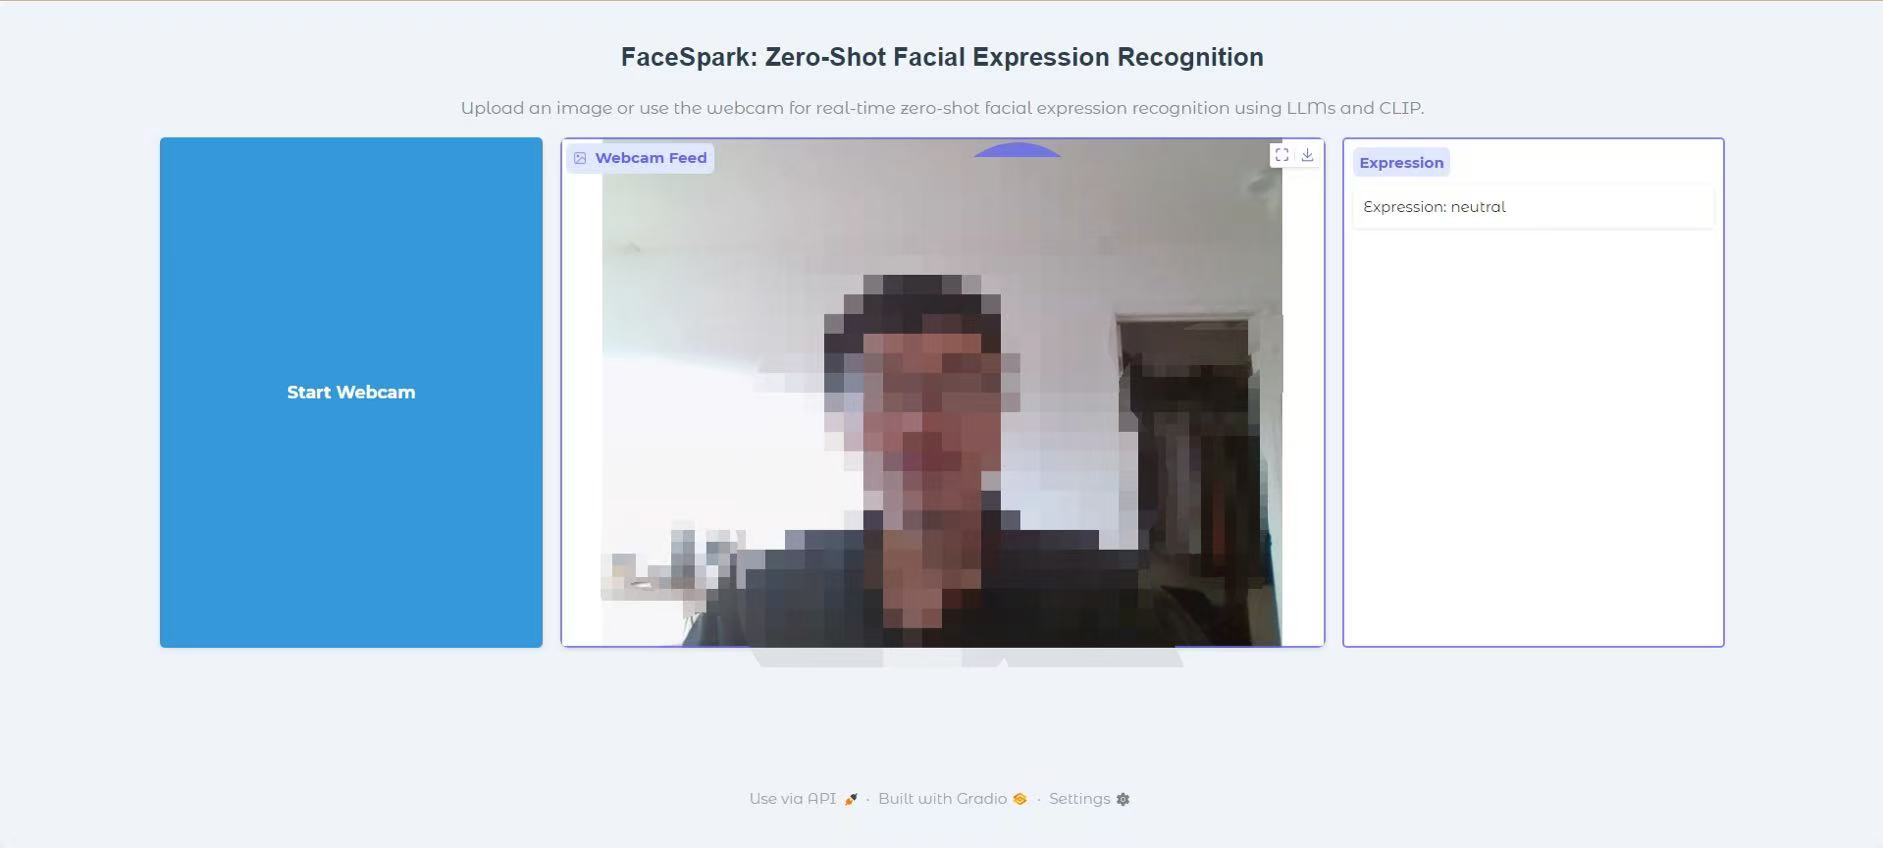 FaceSpark: Zero-Shot Facial Expression Recognition
Upload an image or use the webcam for real-time zero-shot facial expression recognition using LLMs and CLIP.
Start Webcam
Webcam Feed
Expression
Expression: neutral
Use via API · Built with Gradio · Settings